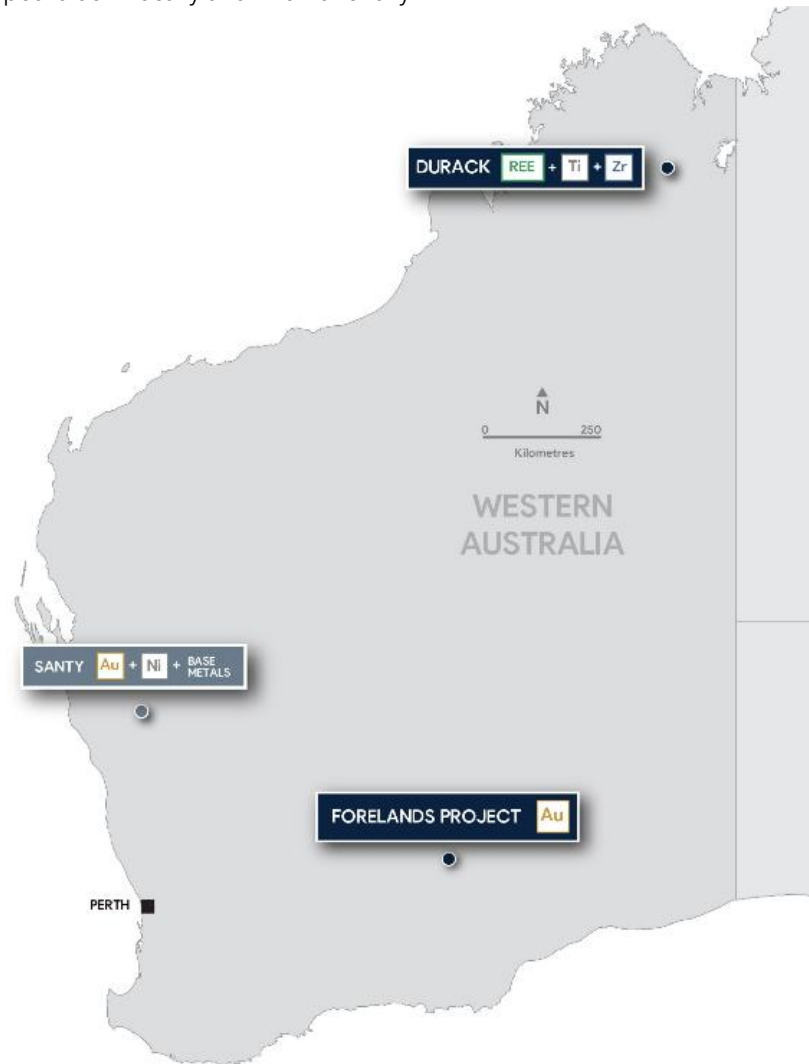 DURACK REE + Ti + Zr
N
0 250
Kilometres
WESTERN
AUSTRALIA
SANTY Au + Ni + BASE
METALS
FORELANDS PROJECT Au
PERTH